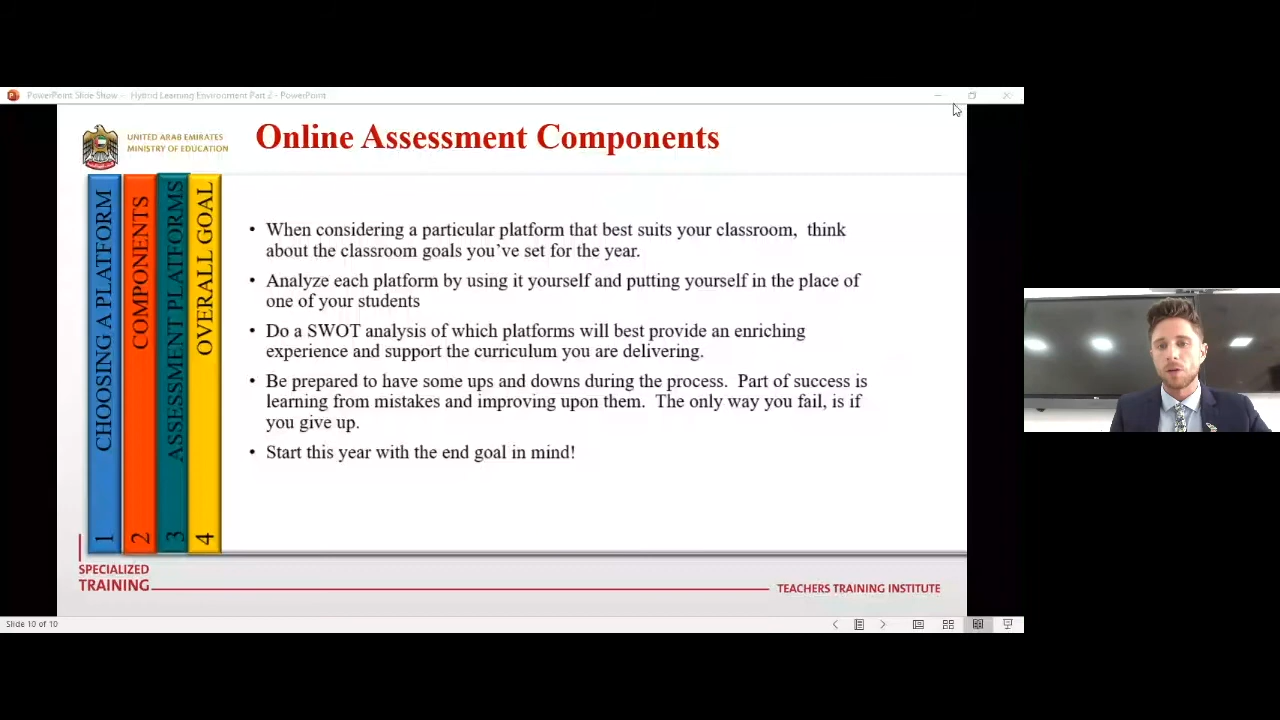 PowerPoint Slide Show - Hybrid Learning Environment Part 2 - PowerPoint
UNITED ARAB EMIRATES
MINISTRY OF EDUCATION
Online Assessment Components
1 CHOOSING A PLATFORM
2 COMPONENTS
3 ASSESSMENT PLATFORMS
4 OVERALL GOAL
• When considering a particular platform that best suits your classroom, think
about the classroom goals you've set for the year.
• Analyze each platform by using it yourself and putting yourself in the place of
one of your students
• Do a SWOT analysis of which platforms will best provide an enriching
experience and support the curriculum you are delivering.
• Be prepared to have some ups and downs during the process. Part of success is
learning from mistakes and improving upon them. The only way you fail, is if
you give up.
• Start this year with the end goal in mind!
SPECIALIZED
TRAINING
TEACHERS TRAINING INSTITUTE
Slide 10 of 10